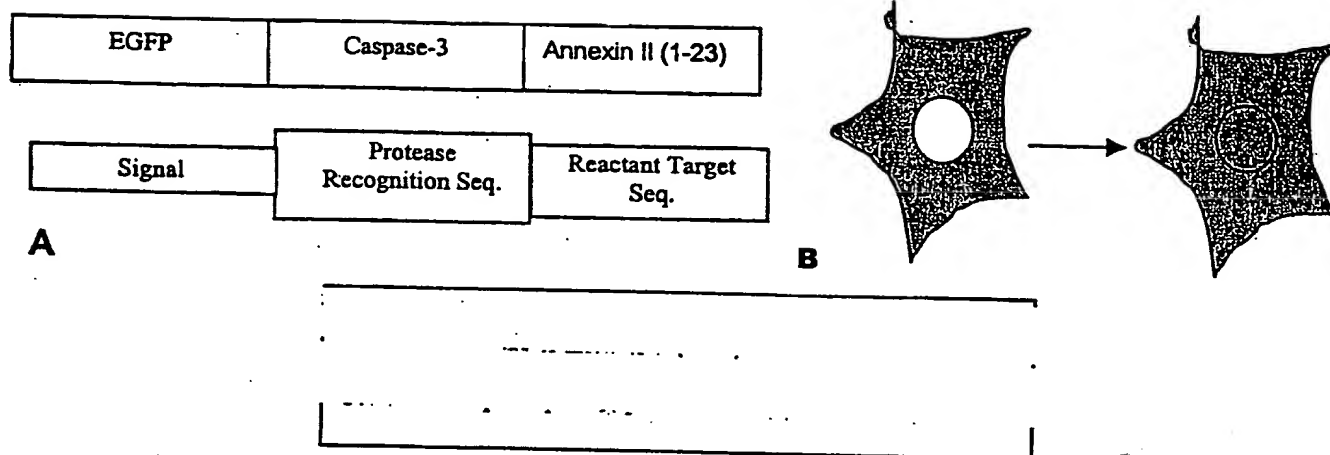 EGFP
Caspase-3
Annexin II (1-23)
Signal
Protease
Recognition Seq.
Reactant Target
Seq.
A
B